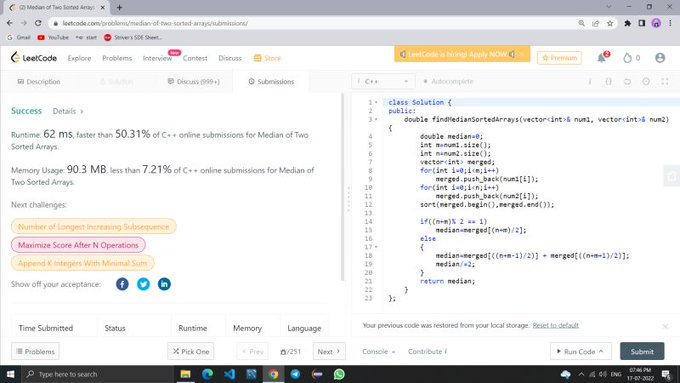 (2) Median of Two Sorted Arrays
leetcode.com/problems/median-of-two-sorted-arrays/submissions/
Gmail YouTube start Striver's SDE Sheet...
LeetCode Explore Problems Interview New Contest Discuss Store
LeetCode is hiring! Apply NOW.
Premium 2 0
Description Solution Discuss (999+) Submissions
i C++ Autocomplete
Success Details >
Runtime: 62 ms, faster than 50.31% of C++ online submissions for Median of Two
Sorted Arrays.
Memory Usage: 90.3 MB, less than 7.21% of C++ online submissions for Median of
Two Sorted Arrays.
Next challenges:
Number of Longest Increasing Subsequence
Maximize Score After N Operations
Append K Integers With Minimal Sum
Show off your acceptance:
Time Submitted Status Runtime Memory Language
1 class Solution {
2 public:
3 double findMedianSortedArrays(vector<int>& num1, vector<int>& num2)
{
4 double median=0;
5 int m=num1.size();
6 int n=num2.size();
7 vector<int> merged;
8 for(int i=0;i<m;i++)
9 merged.push_back(num1[i]);
10 for(int i=0;i<n;i++)
11 merged.push_back(num2[i]);
12 sort(merged.begin(),merged.end());
13
14 if((n+m)% 2 == 1)
15 median=merged[(n+m)/2];
16 else
17 {
18 median=merged[((n+m-1)/2)] + merged[((n+m+1)/2)];
19 median/=2;
20 }
21 return median;
22 }
23 };
Your previous code was restored from your local storage. Reset to default
Problems Pick One < Prev /251 Next >
Console Contribute i Run Code Submit
Type here to search
ENG 07:46 PM
17-07-2022